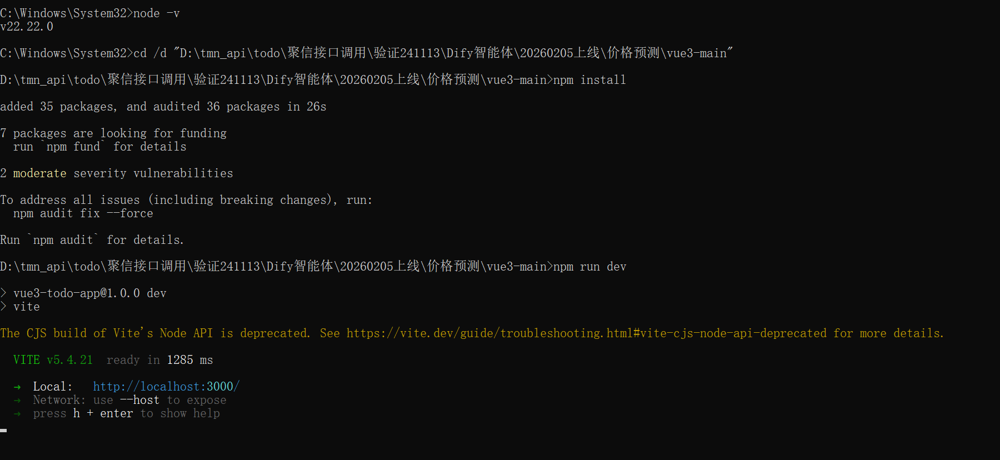 C:\Windows\System32>node -v
v22.22.0
C:\Windows\System32>cd /d "D:\tmn_api\todo\聚信接口调用\验证241113\Dify智能体\20260205上线\价格预测\vue3-main"
D:\tmn_api\todo\聚信接口调用\验证241113\Dify智能体\20260205上线\价格预测\vue3-main>npm install
added 35 packages, and audited 36 packages in 26s
7 packages are looking for funding
  run `npm fund` for details
2 moderate severity vulnerabilities
To address all issues (including breaking changes), run:
  npm audit fix --force
Run `npm audit` for details.
D:\tmn_api\todo\聚信接口调用\验证241113\Dify智能体\20260205上线\价格预测\vue3-main>npm run dev
> vue3-todo-app@1.0.0 dev
> vite
The CJS build of Vite's Node API is deprecated. See https://vite.dev/guide/troubleshooting.html#vite-cjs-node-api-deprecated for more details.
  VITE v5.4.21  ready in 1285 ms
  ➜  Local:   http://localhost:3000/
  ➜  Network: use --host to expose
  ➜  press h + enter to show help